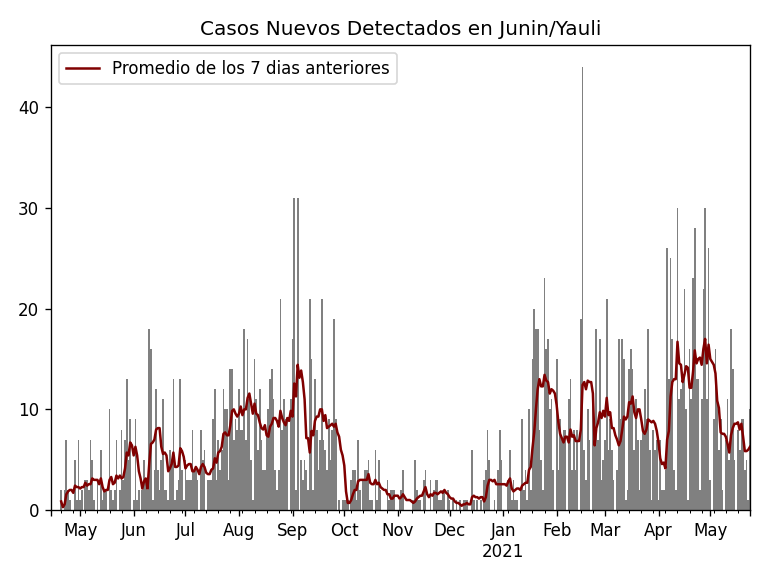 Casos Nuevos Detectados en Junin/Yauli
Promedio de los 7 dias anteriores
40
30
20
10
0
May Jun Jul Aug Sep Oct Nov Dec Jan Feb Mar Apr May
2021